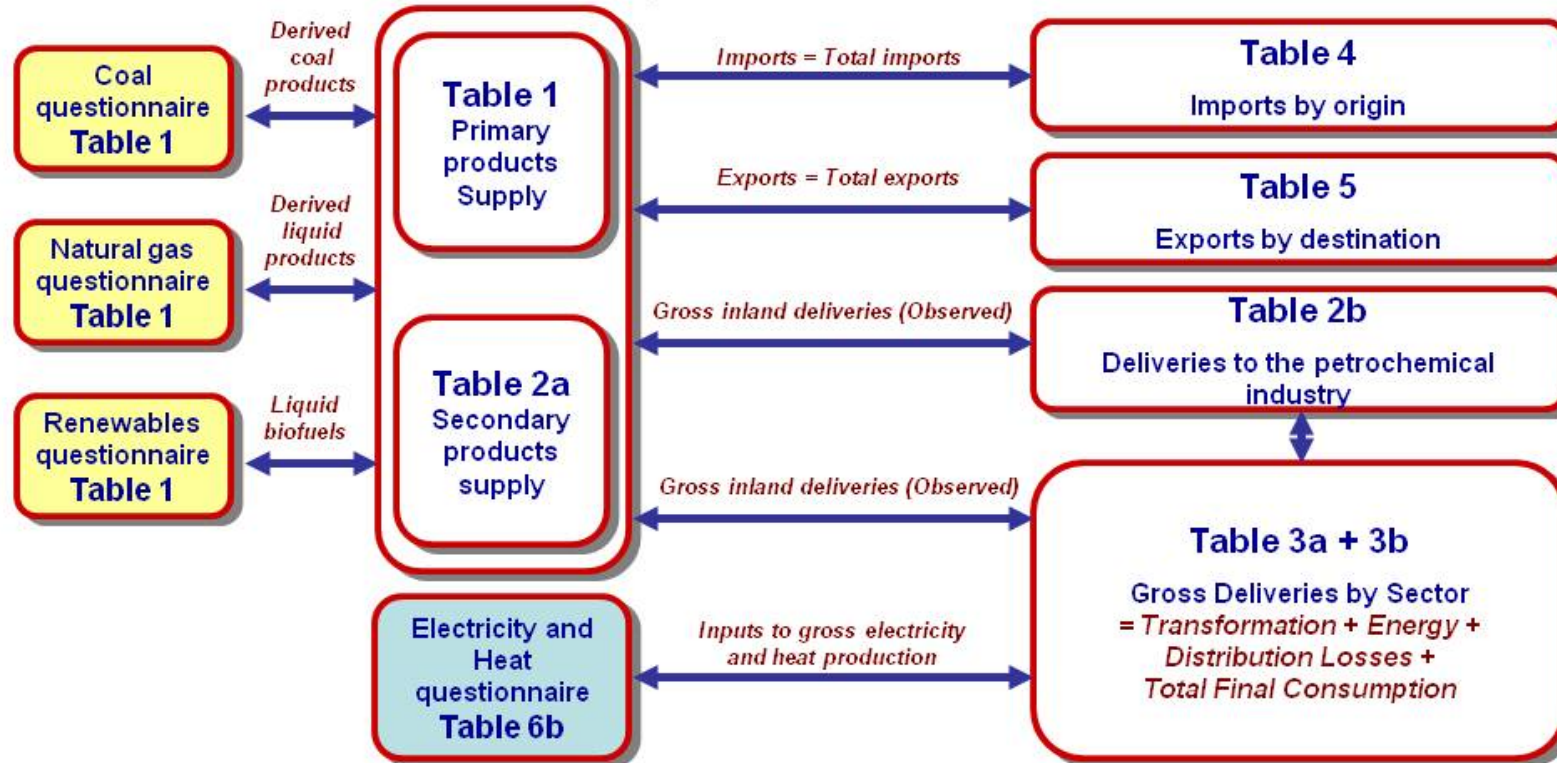 Coal
questionnaire
Table 1
Derived
coal
products
Natural gas
questionnaire
Table 1
Derived
liquid
products
Renewables
questionnaire
Table 1
Liquid
biofuels
Table 1
Primary
products
Supply
Table 2a
Secondary
products
supply
Electricity and
Heat
questionnaire
Table 6b
Imports = Total imports
Exports = Total exports
Gross inland deliveries (Observed)
Gross inland deliveries (Observed)
Inputs to gross electricity
and heat production
Table 4
Imports by origin
Table 5
Exports by destination
Table 2b
Deliveries to the petrochemical
industry
Table 3a + 3b
Gross Deliveries by Sector
= Transformation + Energy +
Distribution Losses +
Total Final Consumption